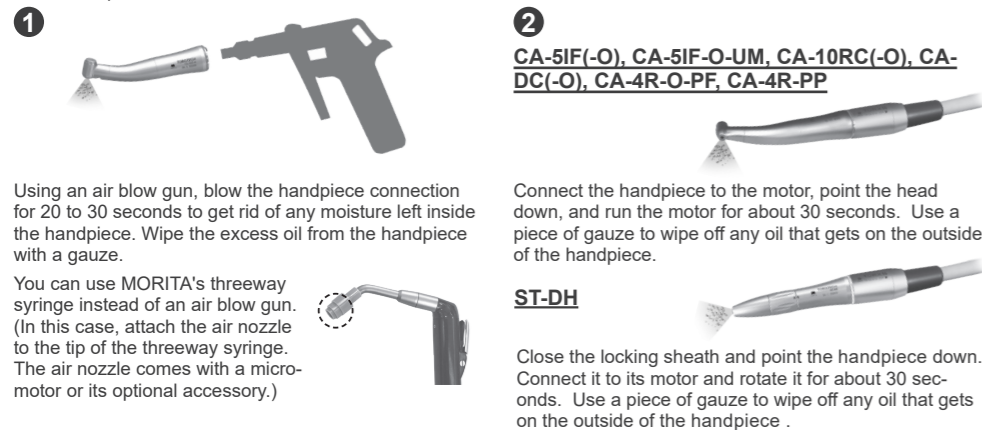 1
Using an air blow gun, blow the handpiece connection
for 20 to 30 seconds to get rid of any moisture left inside
the handpiece. Wipe the excess oil from the handpiece
with a gauze.
You can use MORITA's threeway
syringe instead of an air blow gun.
(In this case, attach the air nozzle
to the tip of the threeway syringe.
The air nozzle comes with a micro-
motor or its optional accessory.)
2
CA-5IF(-O), CA-5IF-O-UM, CA-10RC(-O), CA-
DC(-O), CA-4R-O-PF, CA-4R-PP
Connect the handpiece to the motor, point the head
down, and run the motor for about 30 seconds.  Use a
piece of gauze to wipe off any oil that gets on the outside
of the handpiece.
ST-DH
Close the locking sheath and point the handpiece down.
Connect it to its motor and rotate it for about 30 sec-
onds.  Use a piece of gauze to wipe off any oil that gets
on the outside of the handpiece .